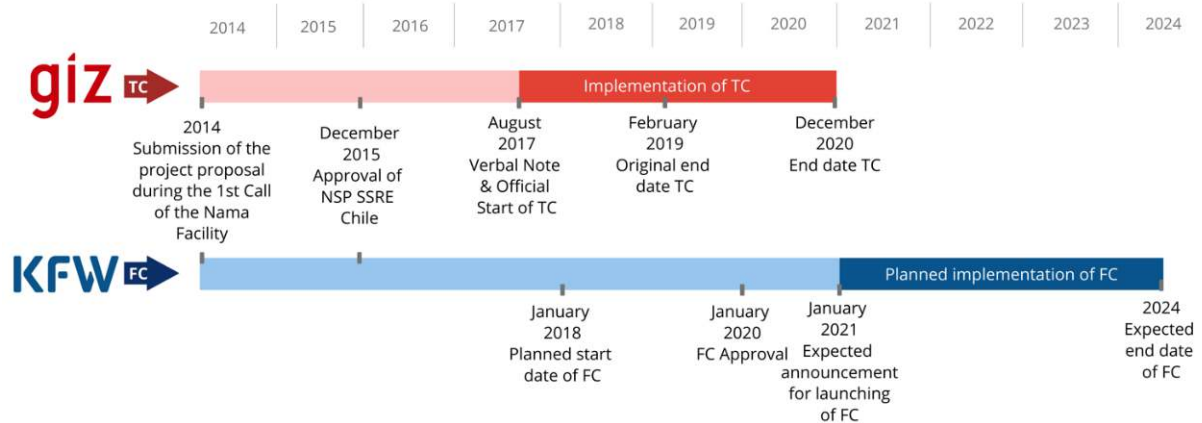 2014 2015 2016 2017 2018 2019 2020 2021 2022 2023 2024
giz TC
Implementation of TC
2014
Submission of the
project proposal
during the 1st Call
of the Nama
Facility
December
2015
Approval of
NSP SSRE
Chile
August
2017
Verbal Note
& Official
Start of TC
February
2019
Original end
date TC
December
2020
End date TC
KFW FC
Planned implementation of FC
January
2018
Planned start
date of FC
January
2020
FC Approval
January
2021
Expected
announcement
for launching
of FC
2024
Expected
end date
of FC